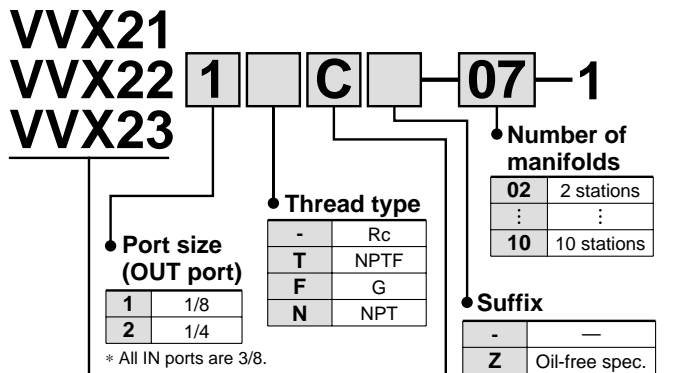 VVX21
VVX22 1 C — 07 — 1
VVX23
Number of
manifolds
02 2 stations
⋮ ⋮
10 10 stations
Thread type
- Rc
T NPTF
F G
N NPT
Port size
(OUT port)
1 1/8
2 1/4
* All IN ports are 3/8.
Suffix
- —
Z Oil-free spec.